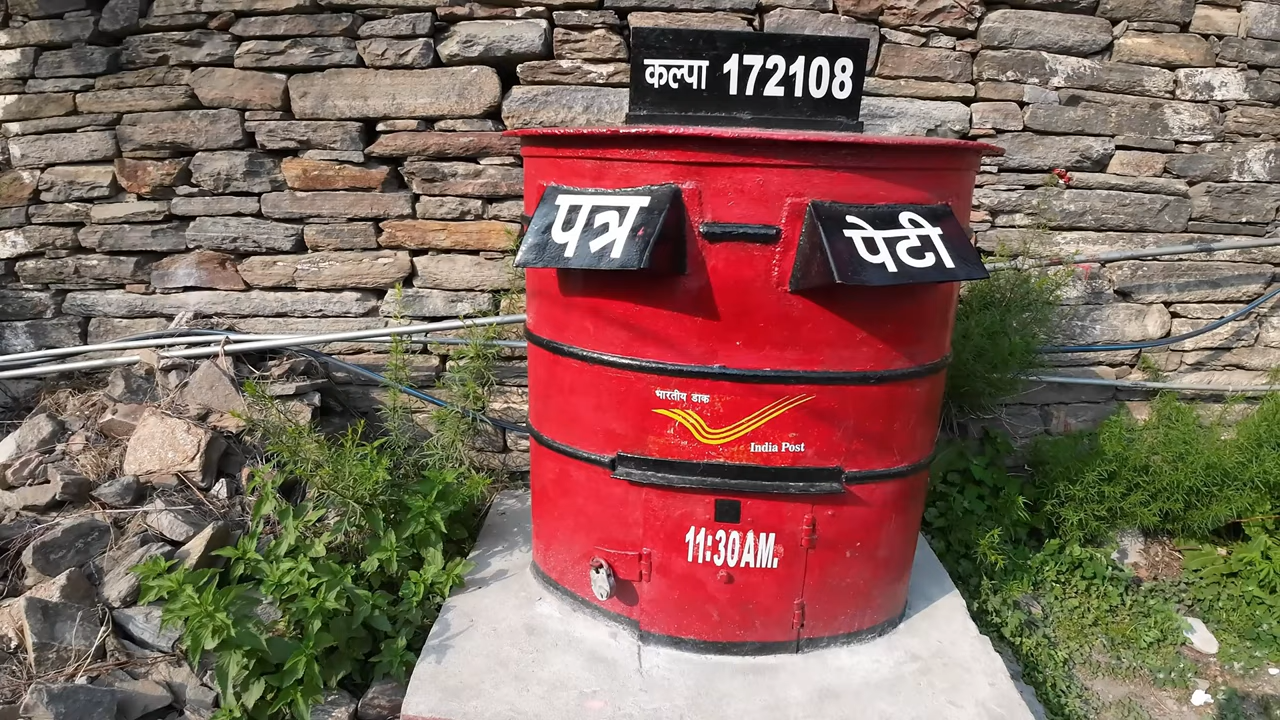 कल्पा 172108
पत्र पेटी
भारतीय डाक
India Post
11:30AM.